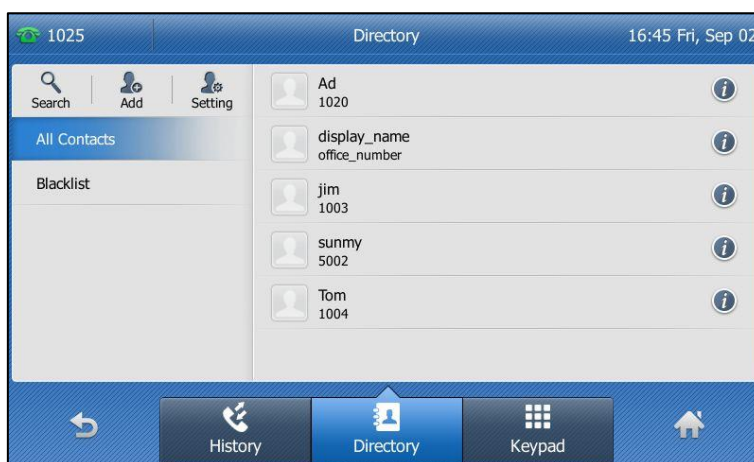 1025
Directory
16:45 Fri, Sep 02
Search
Add
Setting
All Contacts
Blacklist
Ad
1020
display_name
office_number
jim
1003
sunmy
5002
Tom
1004
History
Directory
Keypad